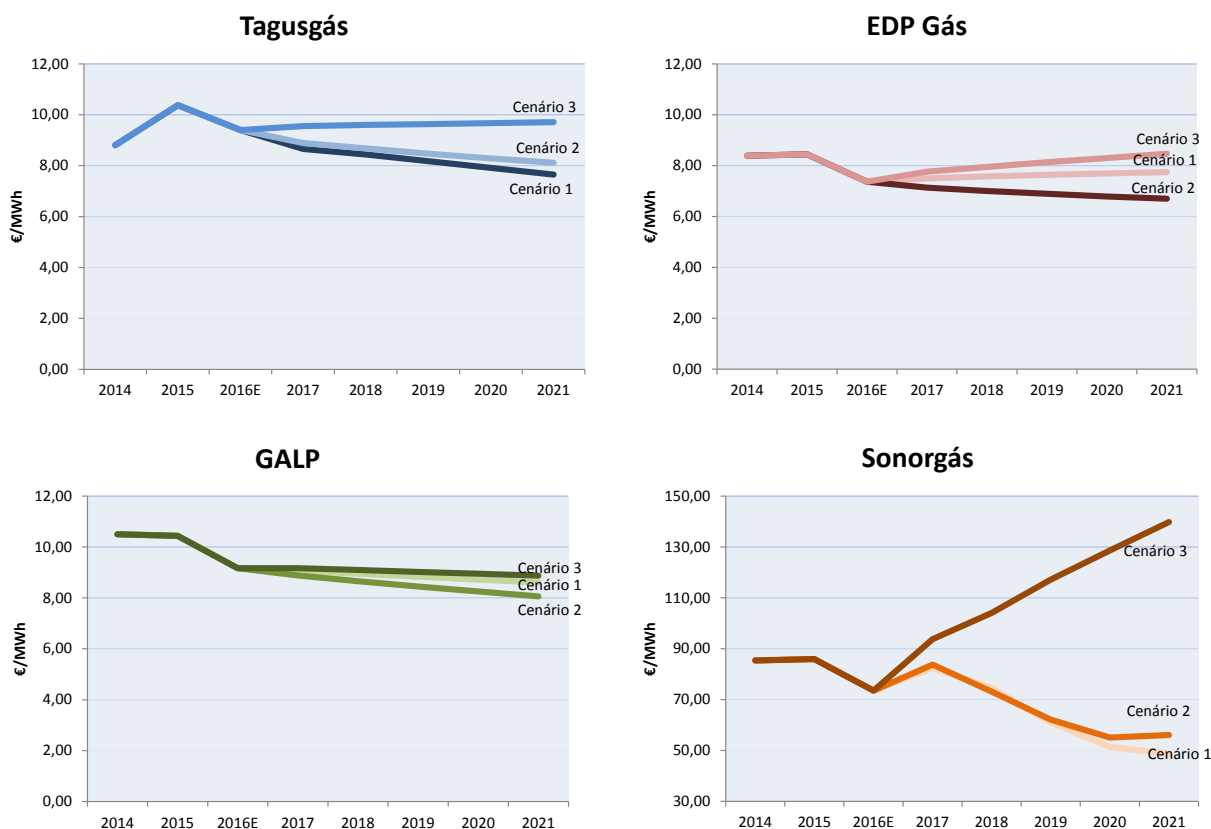 Tagusgás
12,00
10,00
8,00
6,00
4,00
2,00
0,00
€/MWh
Cenário 3
Cenário 2
Cenário 1
2014 2015 2016E 2017 2018 2019 2020 2021
EDP Gás
12,00
10,00
8,00
6,00
4,00
2,00
0,00
€/MWh
Cenário 3
Cenário 1
Cenário 2
2014 2015 2016E 2017 2018 2019 2020 2021
GALP
12,00
10,00
8,00
6,00
4,00
2,00
0,00
€/MWh
Cenário 3
Cenário 1
Cenário 2
2014 2015 2016E 2017 2018 2019 2020 2021
Sonorgás
150,00
130,00
110,00
90,00
70,00
50,00
30,00
€/MWh
Cenário 3
Cenário 2
Cenário 1
2014 2015 2016E 2017 2018 2019 2020 2021